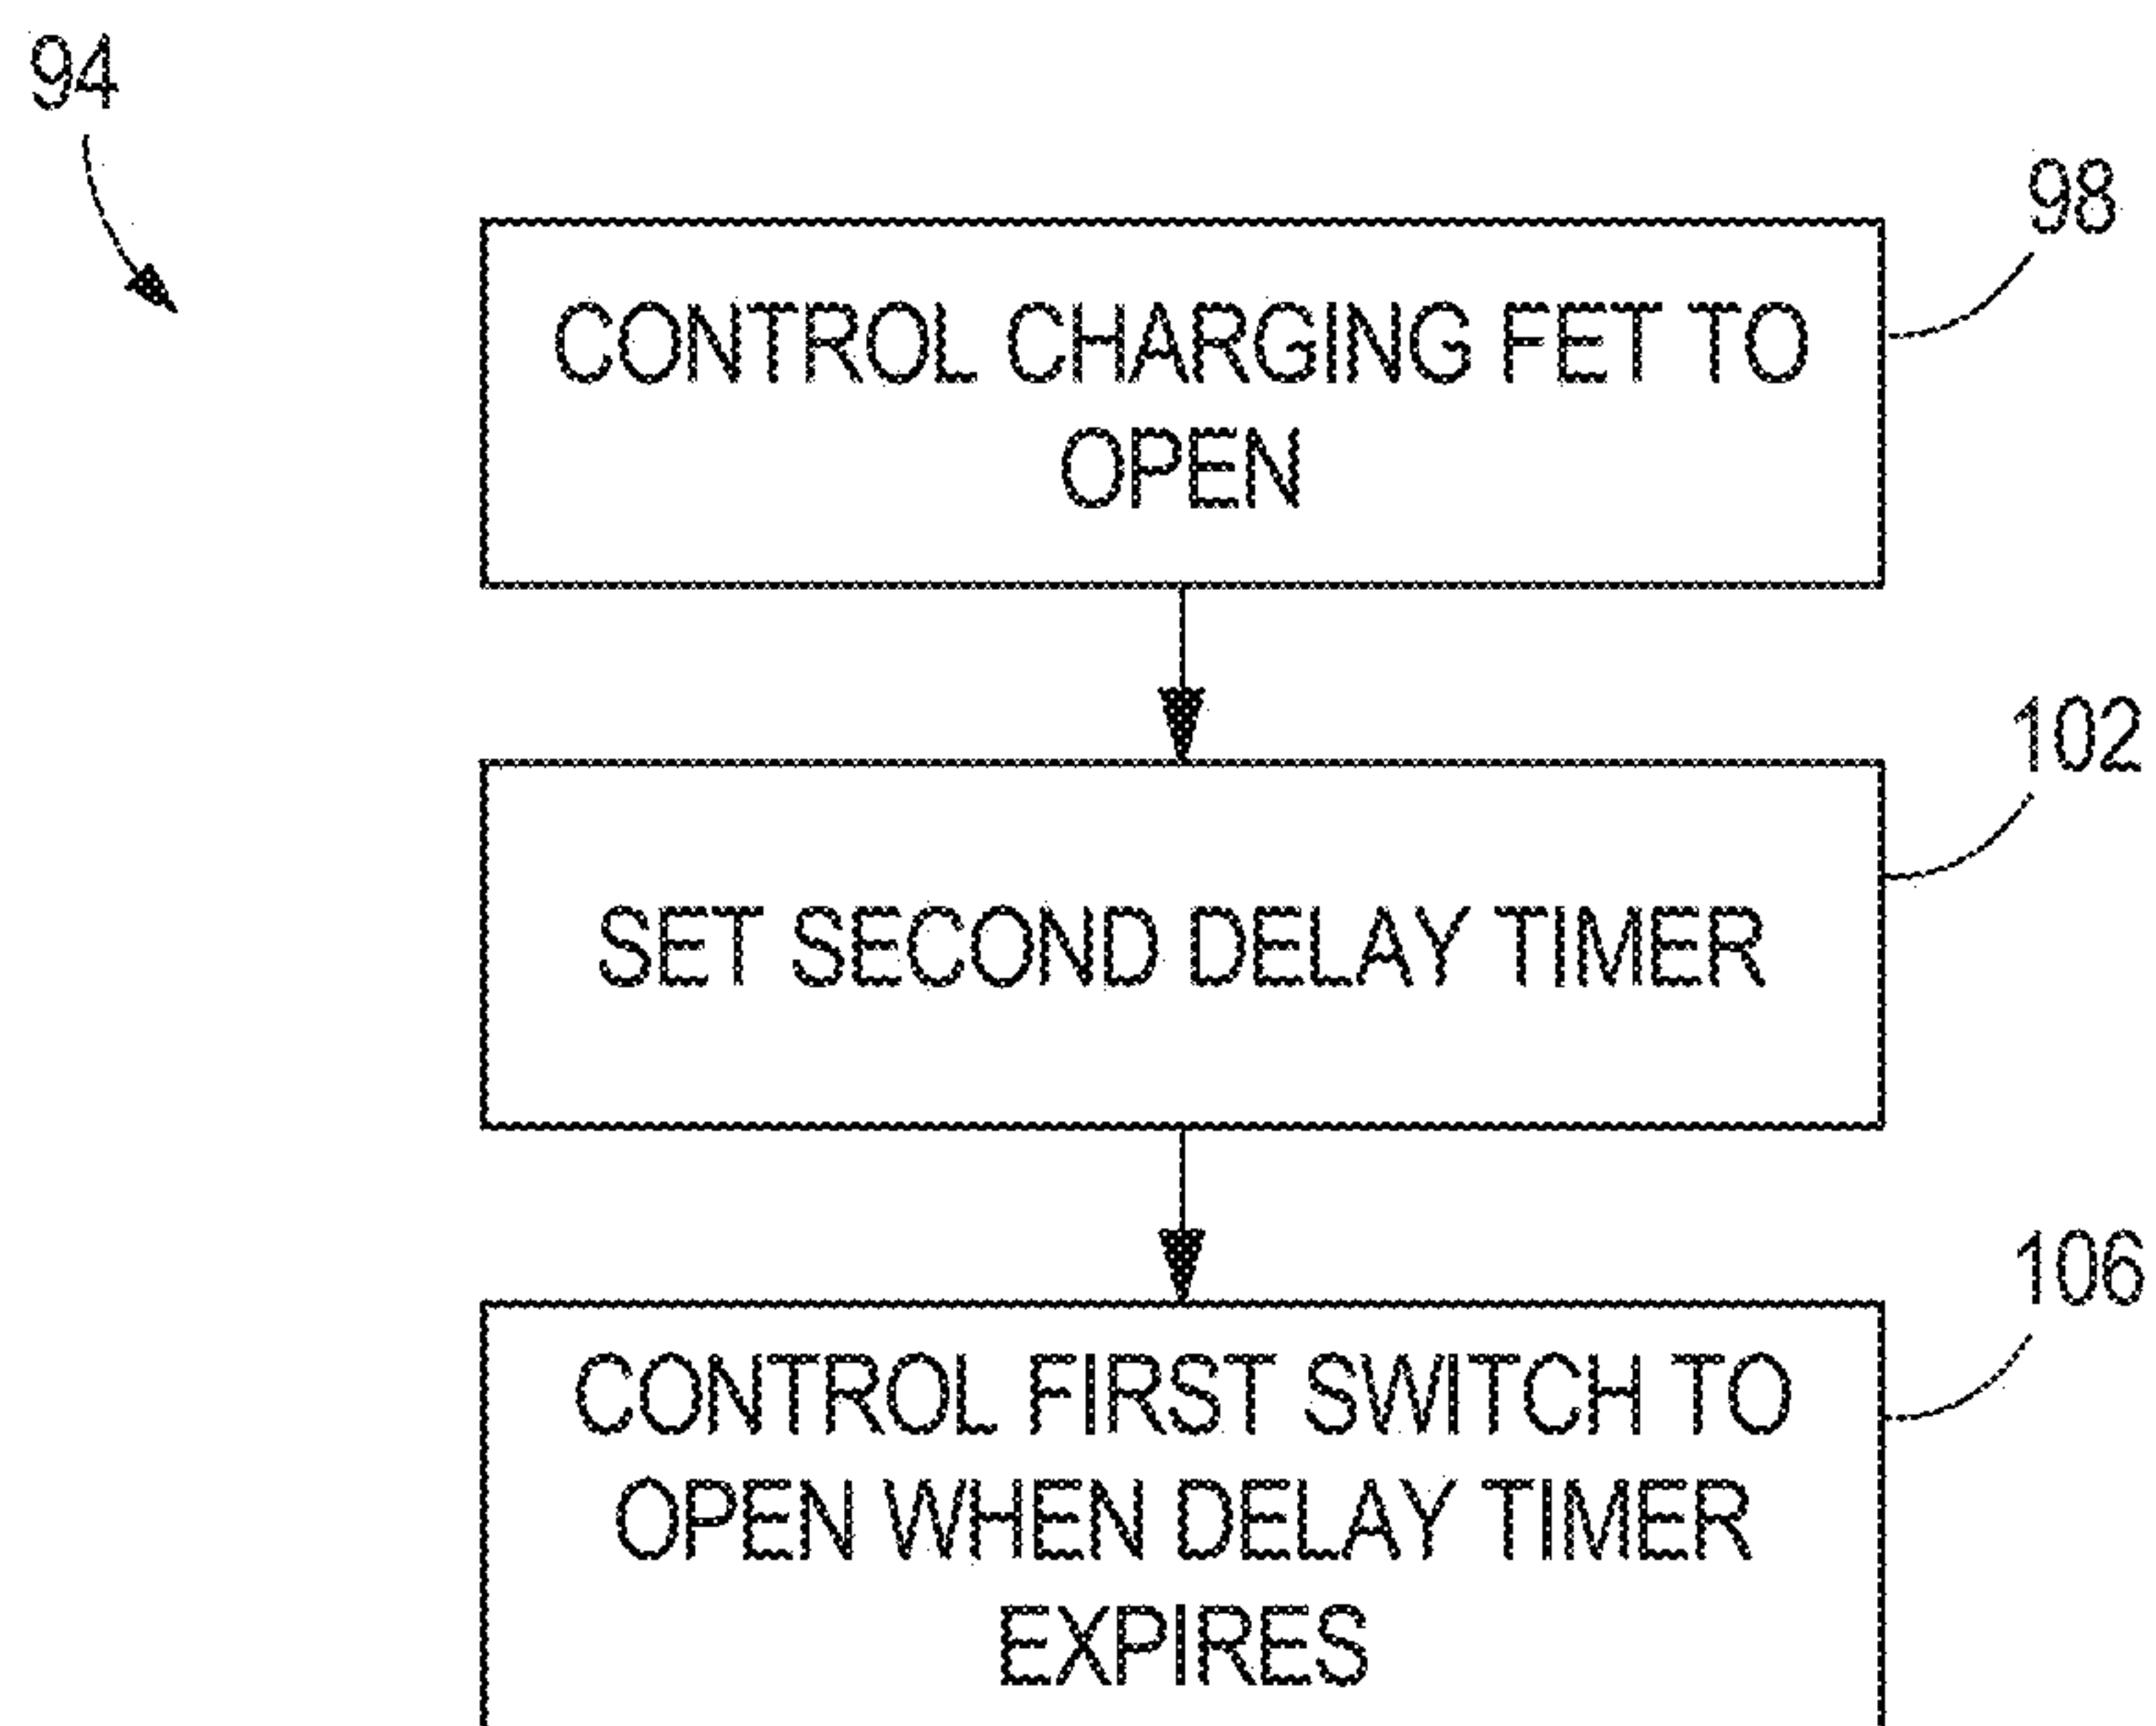 94
98
CONTROL CHARGING FET TO
OPEN
102
SET SECOND DELAY TIMER
106
CONTROL FIRST SWITCH TO
OPEN WHEN DELAY TIMER
EXPIRES